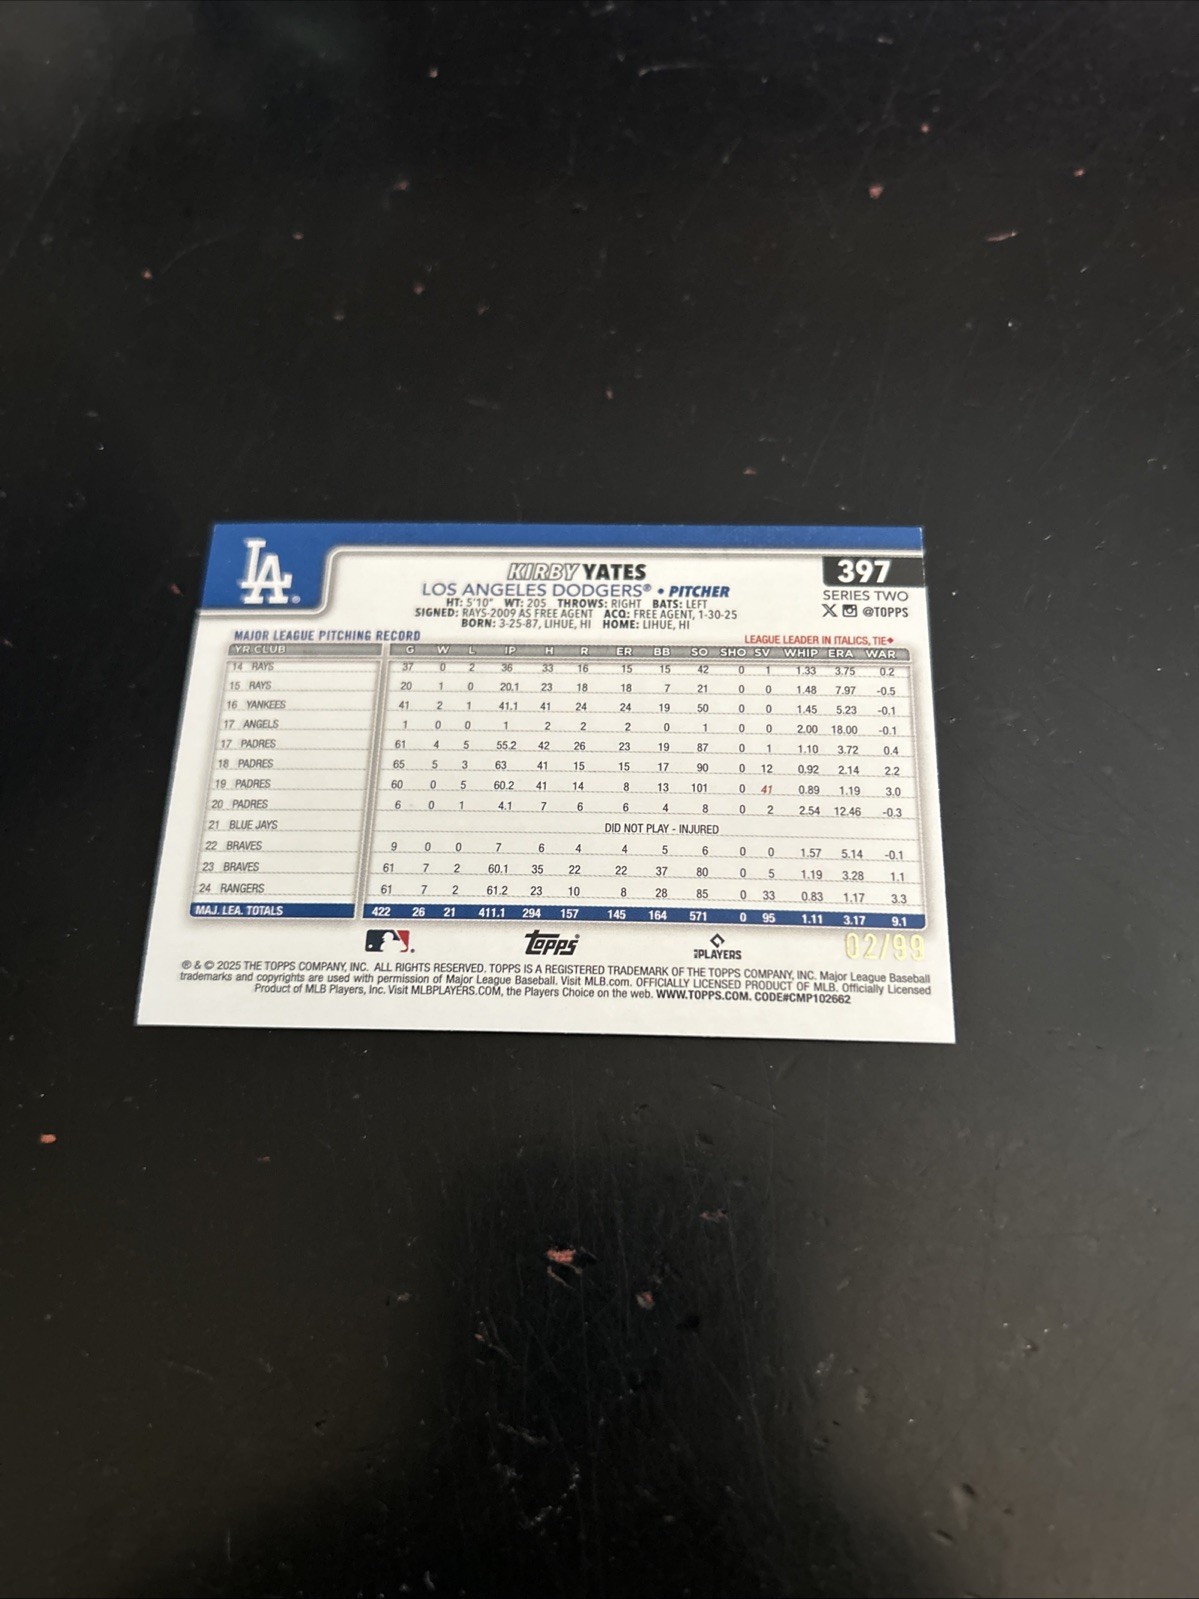 LA
KIRBY YATES
397
LOS ANGELES DODGERS® • PITCHER
SERIES TWO
HT: 5'10" WT: 205 THROWS: RIGHT BATS: LEFT
@TOPPS
SIGNED: RAYS-2009 AS FREE AGENT ACQ: FREE AGENT, 1-30-25
BORN: 3-25-87, LIHUE, HI HOME: LIHUE, HI
MAJOR LEAGUE PITCHING RECORD
LEAGUE LEADER IN ITALICS, TIE◆
YR CLUB G W L IP H R ER BB SO SHO SV WHIP ERA WAR
14 RAYS 37 0 2 36 33 16 15 15 42 0 1 1.33 3.75 0.2
15 RAYS 20 1 0 20.1 23 18 18 7 21 0 0 1.48 7.97 -0.5
16 YANKEES 41 2 1 41.1 41 24 24 19 50 0 0 1.45 5.23 -0.1
17 ANGELS 1 0 0 1 2 2 2 0 1 0 0 2.00 18.00 -0.1
17 PADRES 61 4 5 55.2 42 26 23 19 87 0 1 1.10 3.72 0.4
18 PADRES 65 5 3 63 41 15 15 17 90 0 12 0.92 2.14 2.2
19 PADRES 60 0 5 60.2 41 14 8 13 101 0 41 0.89 1.19 3.0
20 PADRES 6 0 1 4.1 7 6 6 4 8 0 2 2.54 12.46 -0.3
21 BLUE JAYS DID NOT PLAY - INJURED
22 BRAVES 9 0 0 7 6 4 4 5 6 0 0 1.57 5.14 -0.1
23 BRAVES 61 7 2 60.1 35 22 22 37 80 0 5 1.19 3.28 1.1
24 RANGERS 61 7 2 61.2 23 10 8 28 85 0 33 0.83 1.17 3.3
MAJ. LEA. TOTALS 422 26 21 411.1 294 157 145 164 571 0 95 1.11 3.17 9.1
Topps
MLB PLAYERS
02/99
® & © 2025 THE TOPPS COMPANY, INC. ALL RIGHTS RESERVED. TOPPS IS A REGISTERED TRADEMARK OF THE TOPPS COMPANY, INC. Major League Baseball
trademarks and copyrights are used with permission of Major League Baseball. Visit MLB.com. OFFICIALLY LICENSED PRODUCT OF MLB. Officially Licensed
Product of MLB Players, Inc. Visit MLBPLAYERS.COM, the Players Choice on the web. WWW.TOPPS.COM. CODE#CMP102662